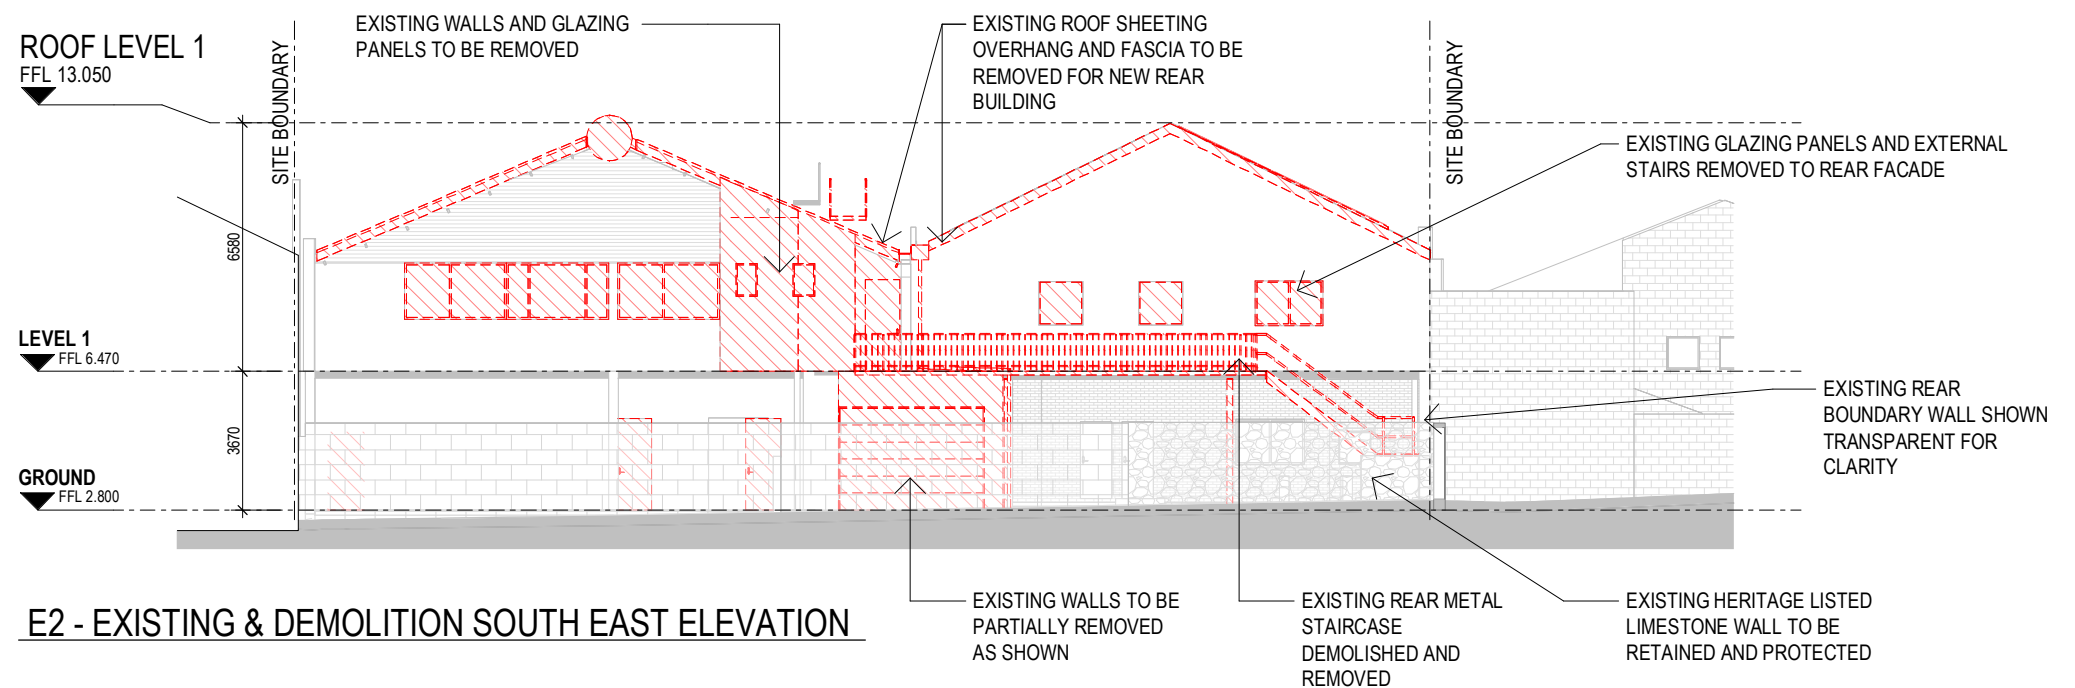 EXISTING WALLS AND GLAZING
PANELS TO BE REMOVED
EXISTING ROOF SHEETING
OVERHANG AND FASCIA TO BE
REMOVED FOR NEW REAR
BUILDING
ROOF LEVEL 1
FFL 13.050
SITE BOUNDARY
SITE BOUNDARY
EXISTING GLAZING PANELS AND EXTERNAL
STAIRS REMOVED TO REAR FACADE
6580
LEVEL 1
FFL 6.470
EXISTING REAR
BOUNDARY WALL SHOWN
TRANSPARENT FOR
CLARITY
3670
GROUND
FFL 2.800
EXISTING WALLS TO BE
PARTIALLY REMOVED
AS SHOWN
EXISTING REAR METAL
STAIRCASE
DEMOLISHED AND
REMOVED
EXISTING HERITAGE LISTED
LIMESTONE WALL TO BE
RETAINED AND PROTECTED
E2 - EXISTING & DEMOLITION SOUTH EAST ELEVATION